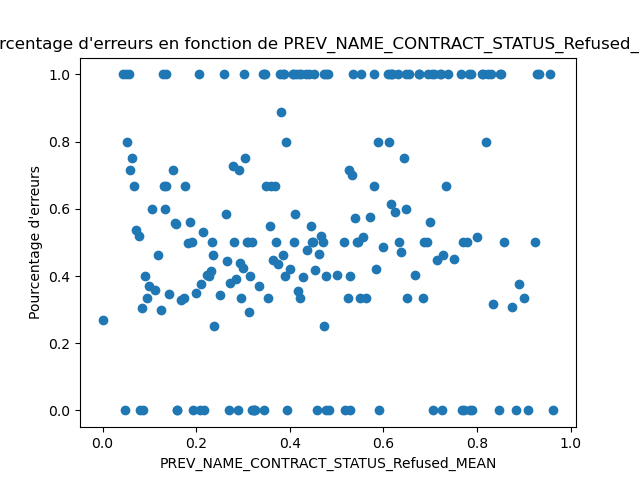 rcentage d'erreurs en fonction de PREV_NAME_CONTRACT_STATUS_Refused_
1.0
0.8
0.6
0.4
0.2
0.0
Pourcentage d'erreurs
0.0 0.2 0.4 0.6 0.8 1.0
PREV_NAME_CONTRACT_STATUS_Refused_MEAN